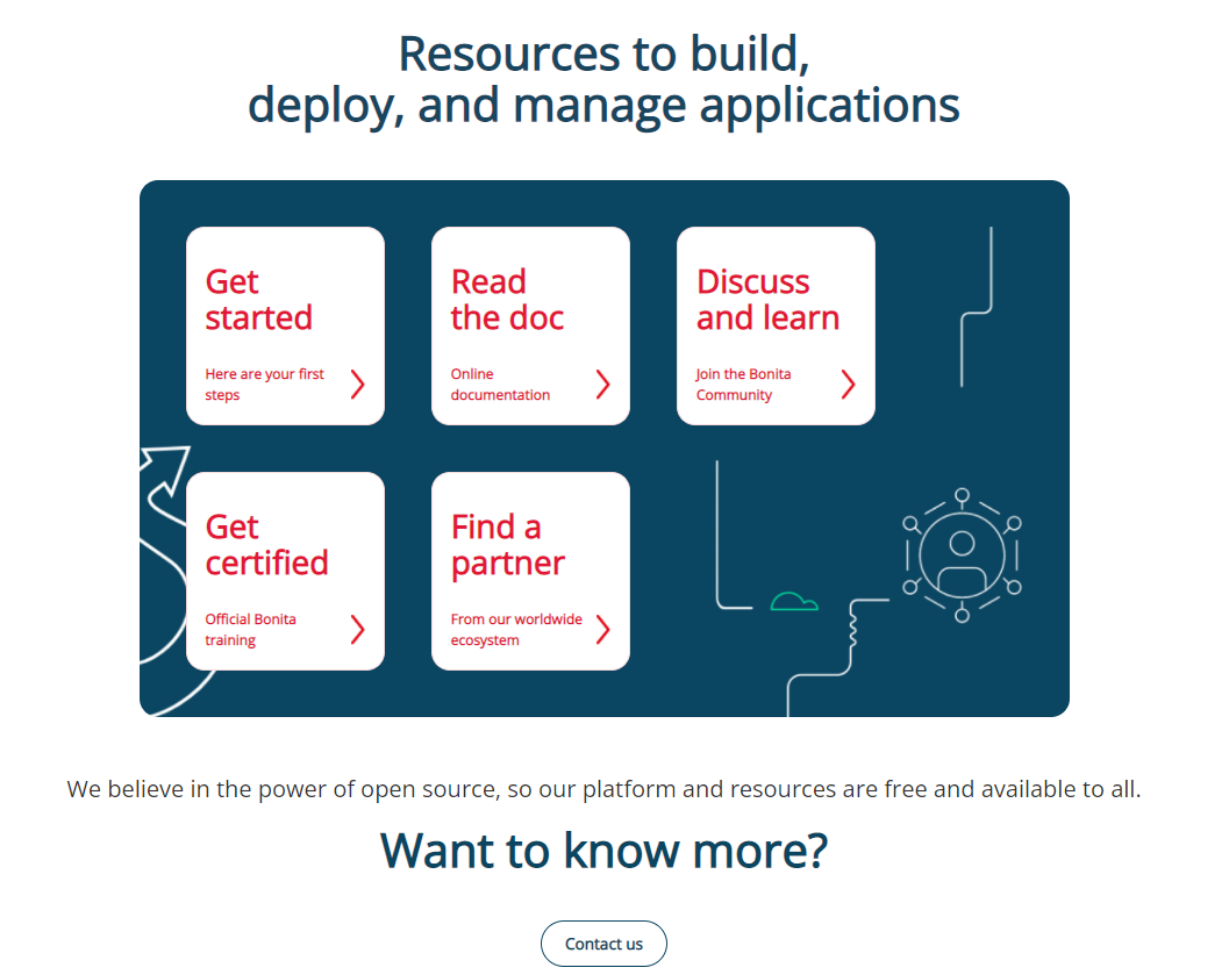 Resources to build,
deploy, and manage applications
Get
started
Here are your first
steps
Read
the doc
Online
documentation
Discuss
and learn
Join the Bonita
Community
Get
certified
Official Bonita
training
Find a
partner
From our worldwide
ecosystem
We believe in the power of open source, so our platform and resources are free and available to all.
Want to know more?
Contact us